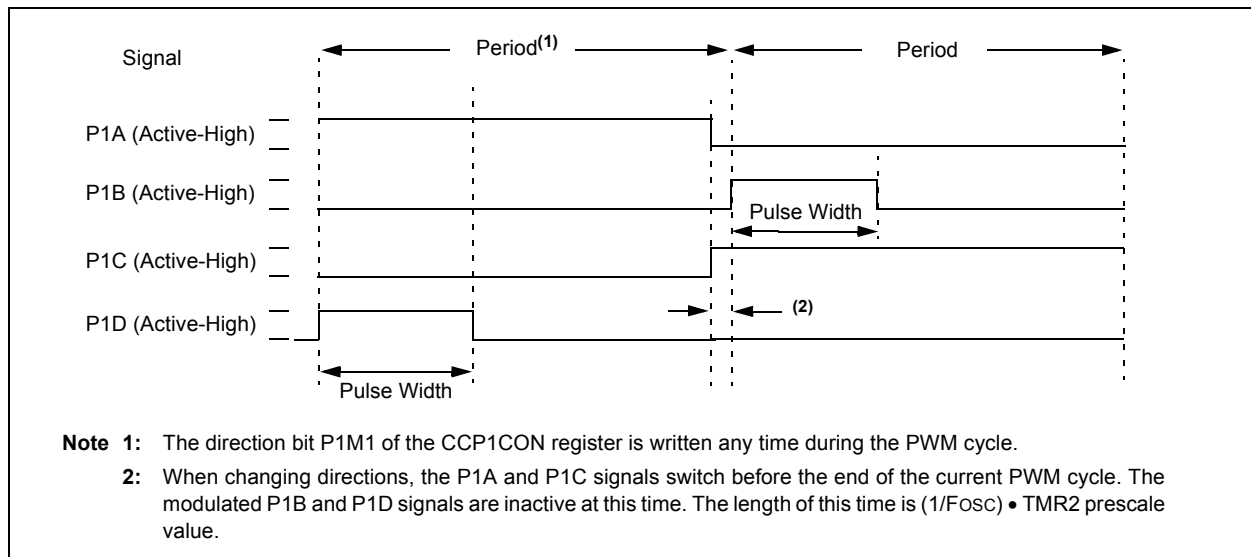 Signal
Period(1)
Period
P1A (Active-High)
P1B (Active-High)
Pulse Width
P1C (Active-High)
(2)
P1D (Active-High)
Pulse Width
Note 1: The direction bit P1M1 of the CCP1CON register is written any time during the PWM cycle.
2: When changing directions, the P1A and P1C signals switch before the end of the current PWM cycle. The
modulated P1B and P1D signals are inactive at this time. The length of this time is (1/FOSC) • TMR2 prescale
value.